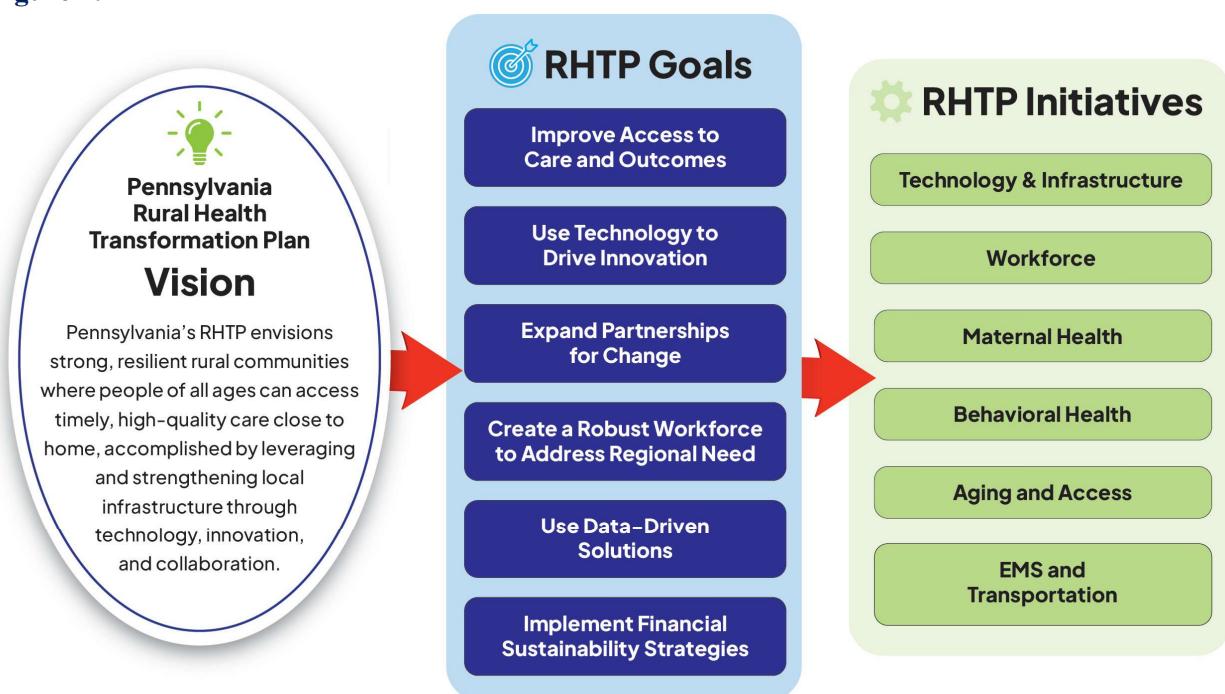 Pennsylvania
Rural Health
Transformation Plan
Vision
Pennsylvania's RHTP envisions
strong, resilient rural communities
where people of all ages can access
timely, high-quality care close to
home, accomplished by leveraging
and strengthening local
infrastructure through
technology, innovation,
and collaboration.
RHTP Goals
Improve Access to
Care and Outcomes
Use Technology to
Drive Innovation
Expand Partnerships
for Change
Create a Robust Workforce
to Address Regional Need
Use Data-Driven
Solutions
Implement Financial
Sustainability Strategies
RHTP Initiatives
Technology & Infrastructure
Workforce
Maternal Health
Behavioral Health
Aging and Access
EMS and
Transportation